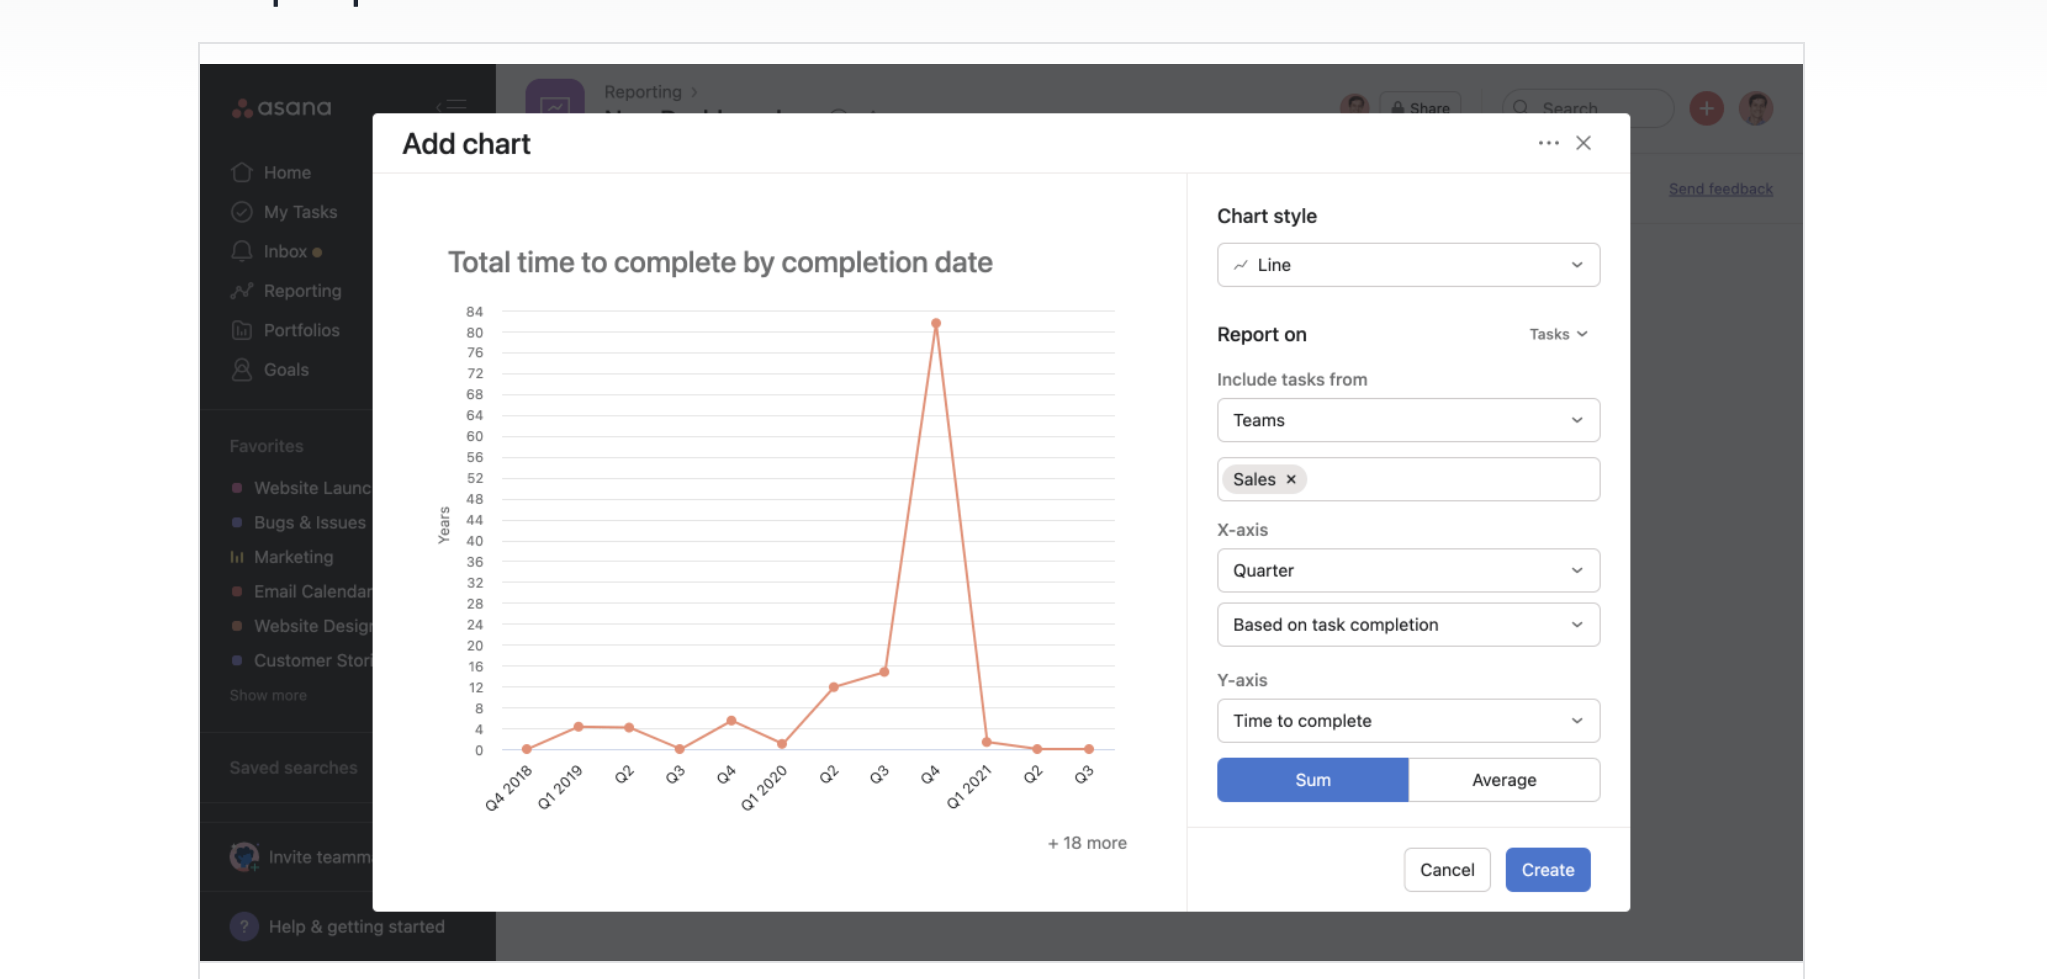 asana
Reporting >
Share
Search
Send feedback
Home
My Tasks
Inbox
Reporting
Portfolios
Goals
Favorites
Website Launc
Bugs & Issues
Marketing
Email Calendar
Website Design
Customer Stori
Show more
Saved searches
Invite teamm
? Help & getting started
Add chart
Total time to complete by completion date
Years
84
80
76
72
68
64
60
56
52
48
44
40
36
32
28
24
20
16
12
8
4
0
Q4 2018
Q1 2019
Q2
Q3
Q4
Q1 2020
Q2
Q3
Q4
Q1 2021
Q2
Q3
+ 18 more
Chart style
Line
Report on
Tasks
Include tasks from
Teams
Sales ×
X-axis
Quarter
Based on task completion
Y-axis
Time to complete
Sum
Average
Cancel
Create